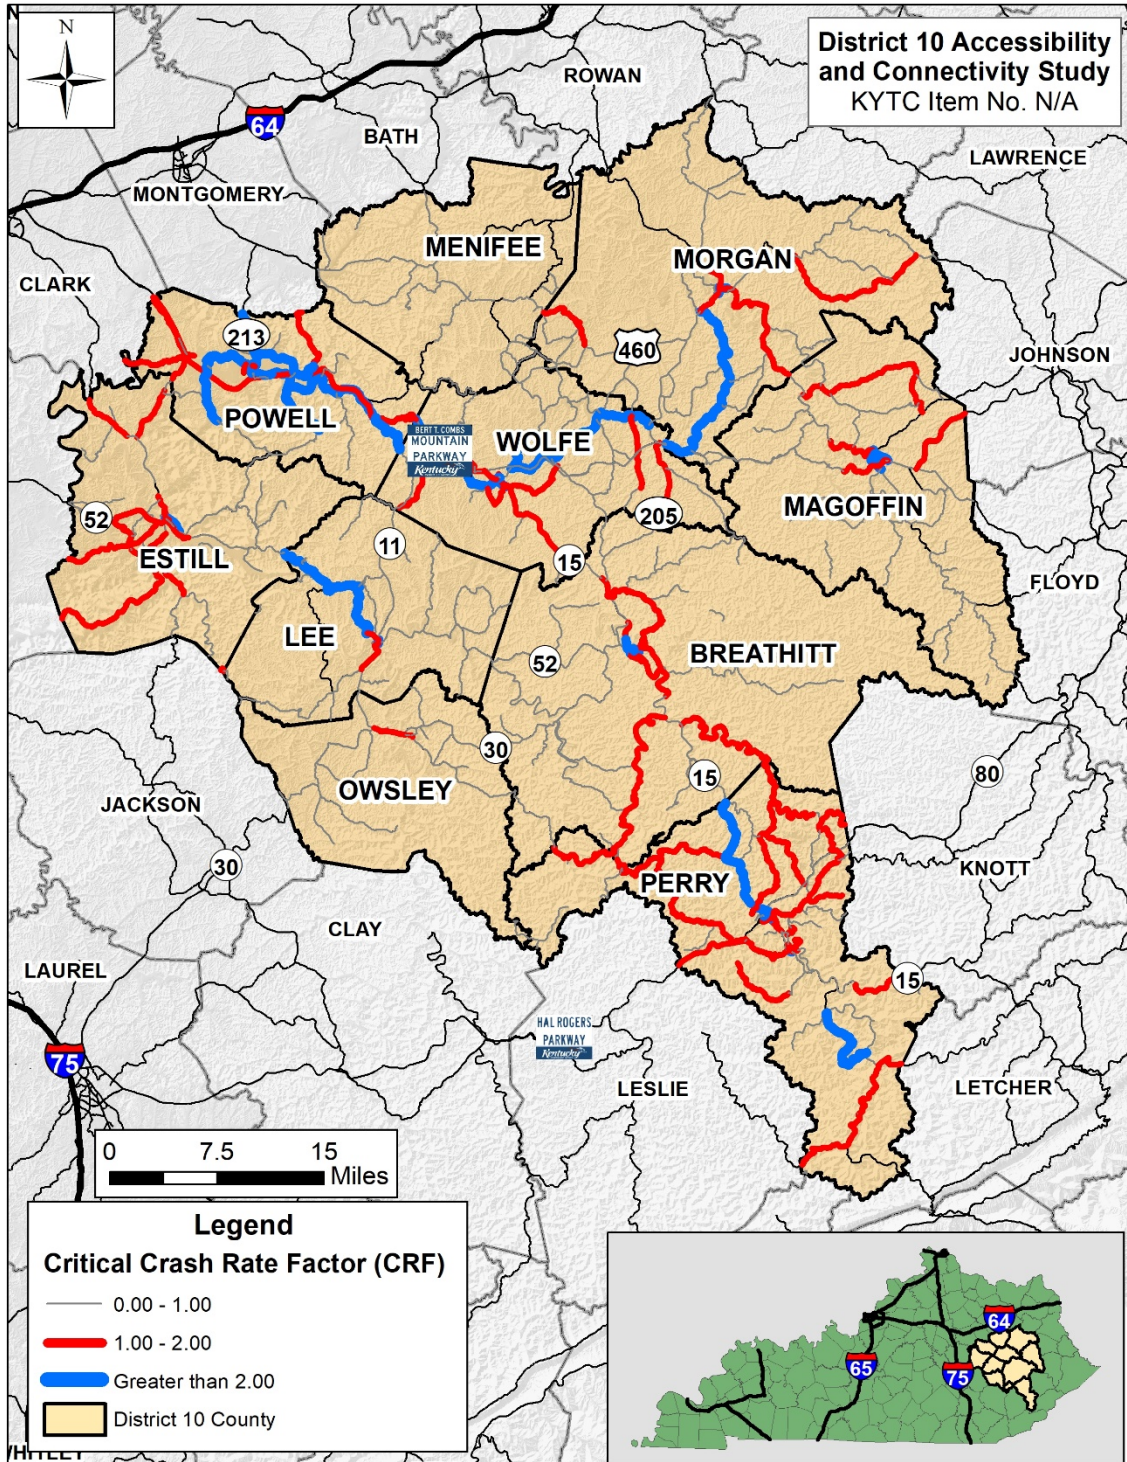 N
District 10 Accessibility
and Connectivity Study
KYTC Item No. N/A
ROWAN
64
BATH
LAWRENCE
MONTGOMERY
MENIFEE
MORGAN
CLARK
213
460
JOHNSON
POWELL
BERT T. COMBS
MOUNTAIN
PARKWAY
Kentucky
WOLFE
MAGOFFIN
52
205
11
15
ESTILL
FLOYD
LEE
BREATHITT
52
30
15
80
OWSLEY
JACKSON
30
KNOTT
PERRY
CLAY
LAUREL
15
HAL ROGERS
PARKWAY
Kentucky
75
LESLIE
LETCHER
0 7.5 15
Miles
Legend
Critical Crash Rate Factor (CRF)
0.00 - 1.00
1.00 - 2.00
Greater than 2.00
District 10 County
64
65
75